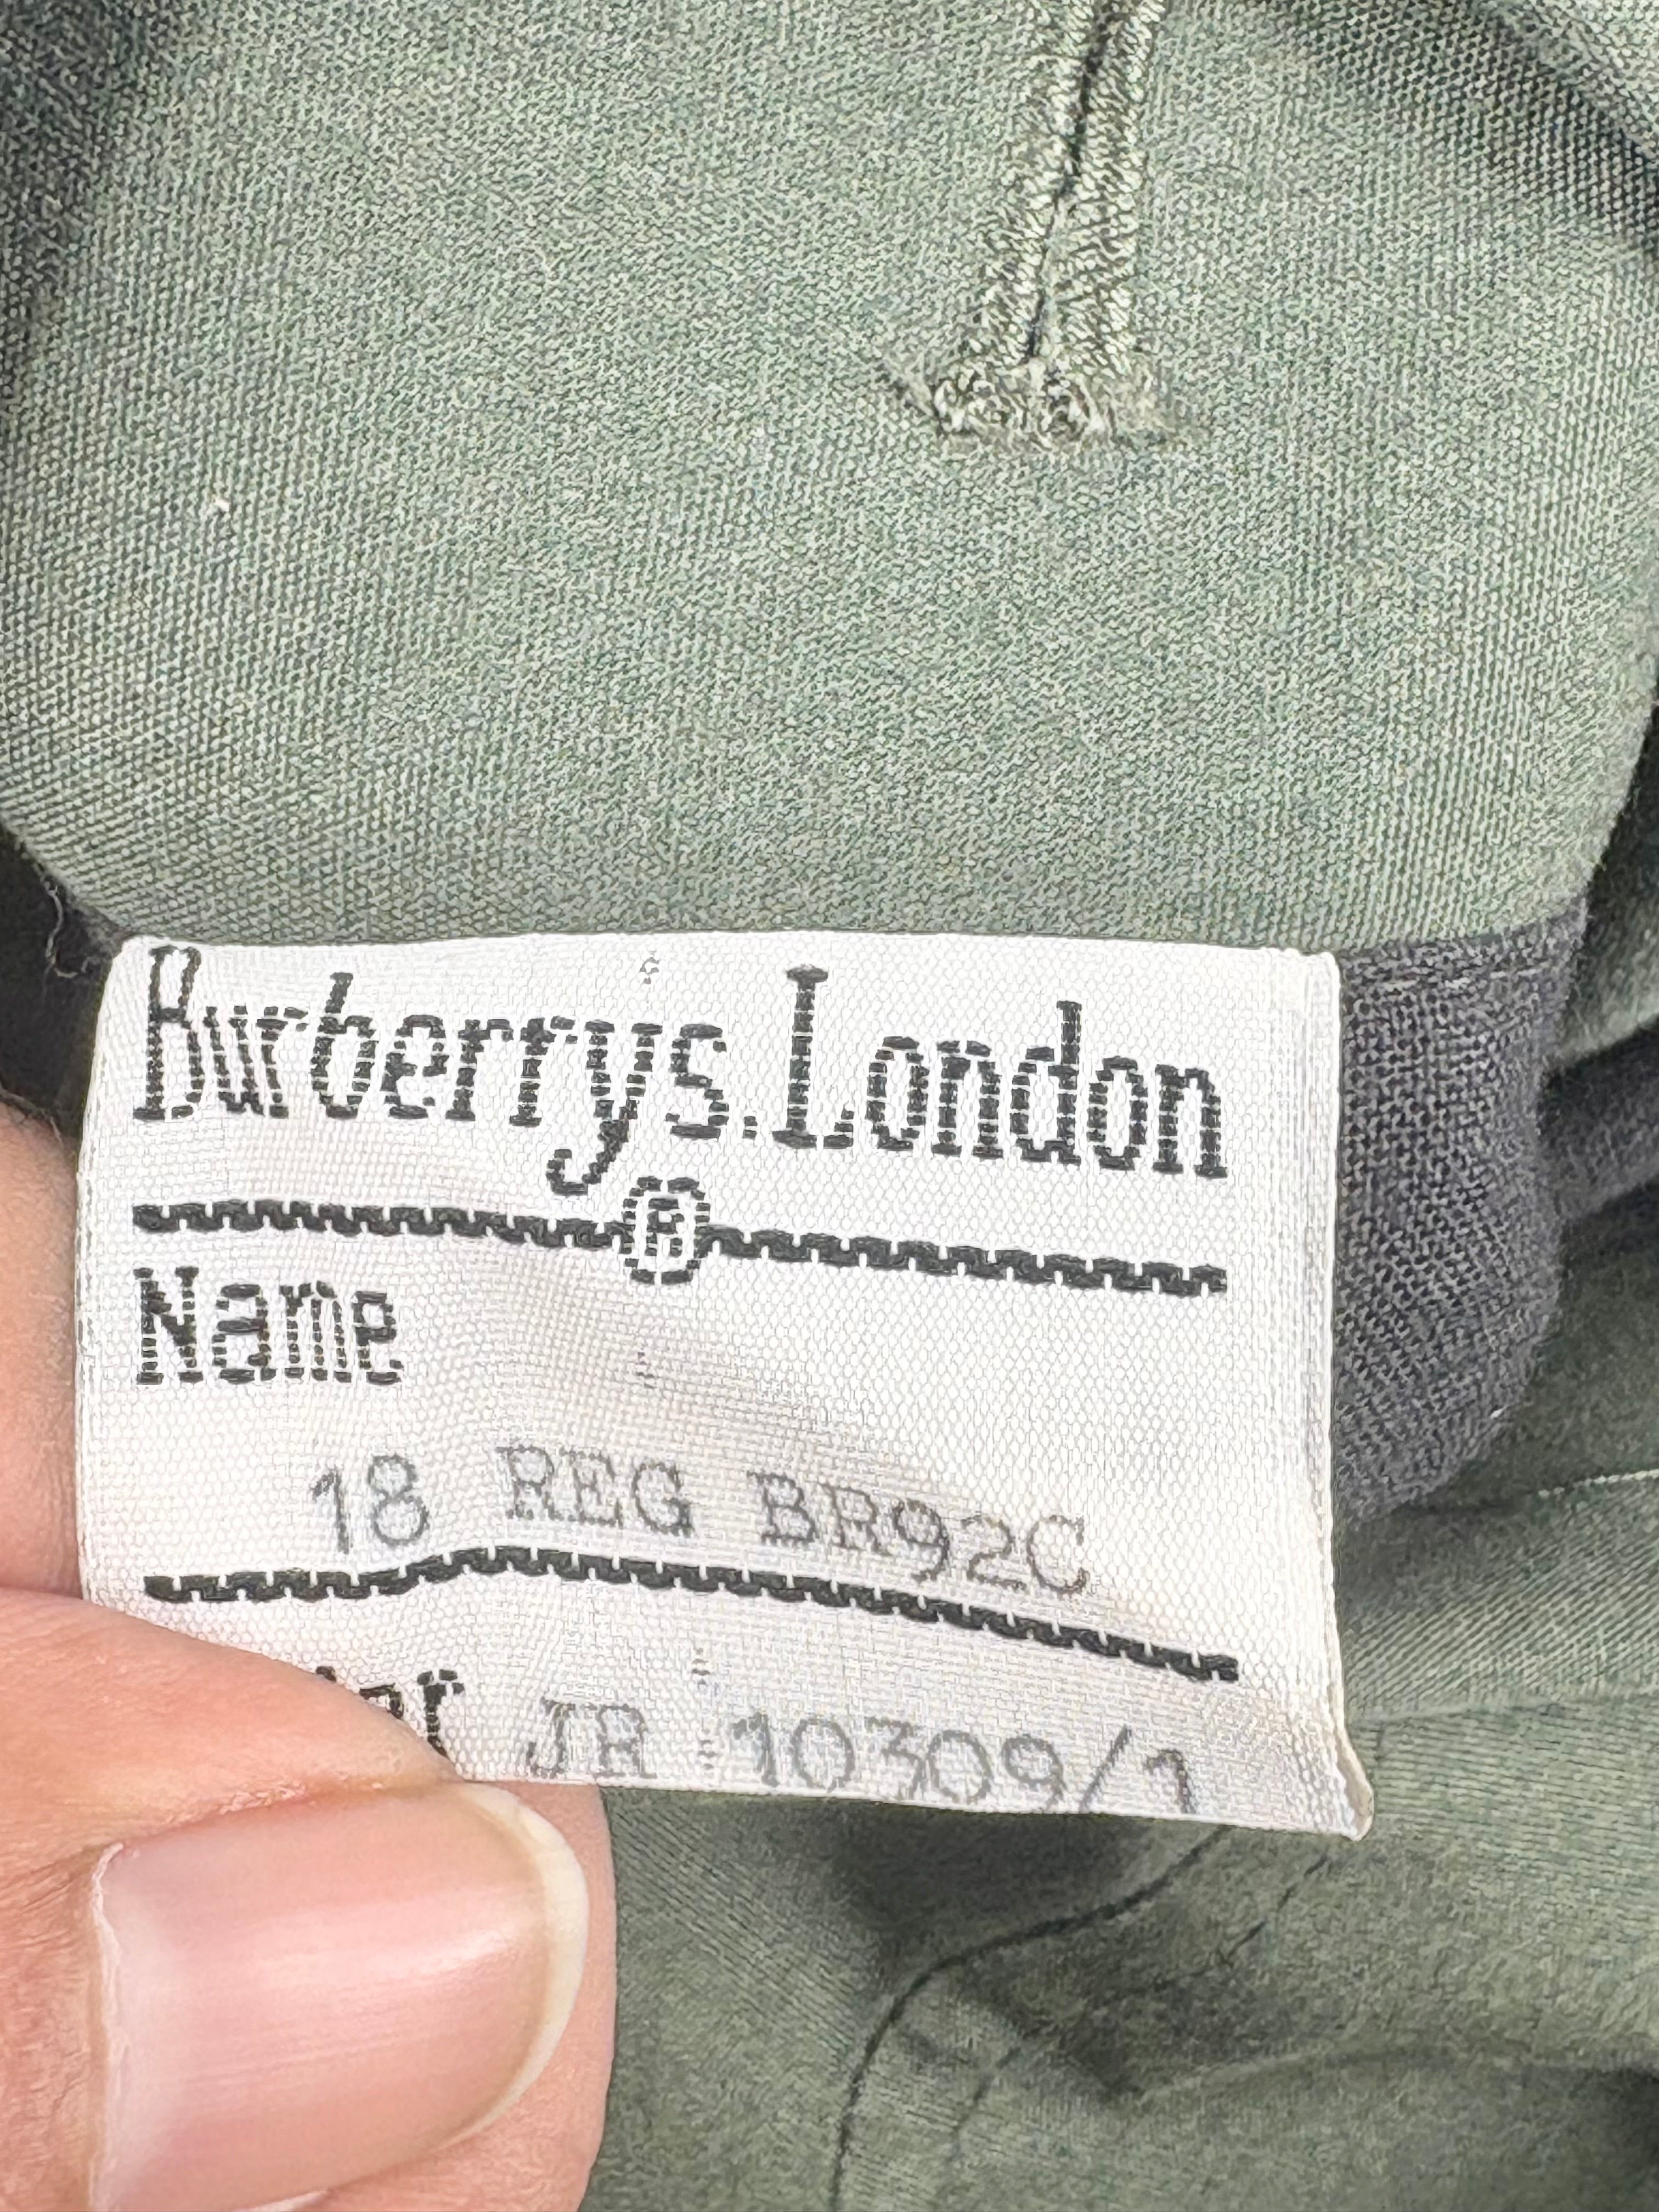 Burberrys.London
®
Name
18 REG BR92C
JR 10309/1